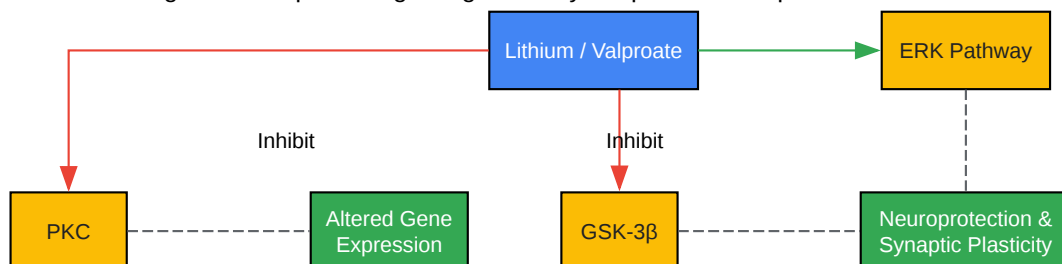 Lithium / Valproate
ERK Pathway
Inhibit
Inhibit
PKC
Altered Gene
Expression
GSK-3β
Neuroprotection &
Synaptic Plasticity